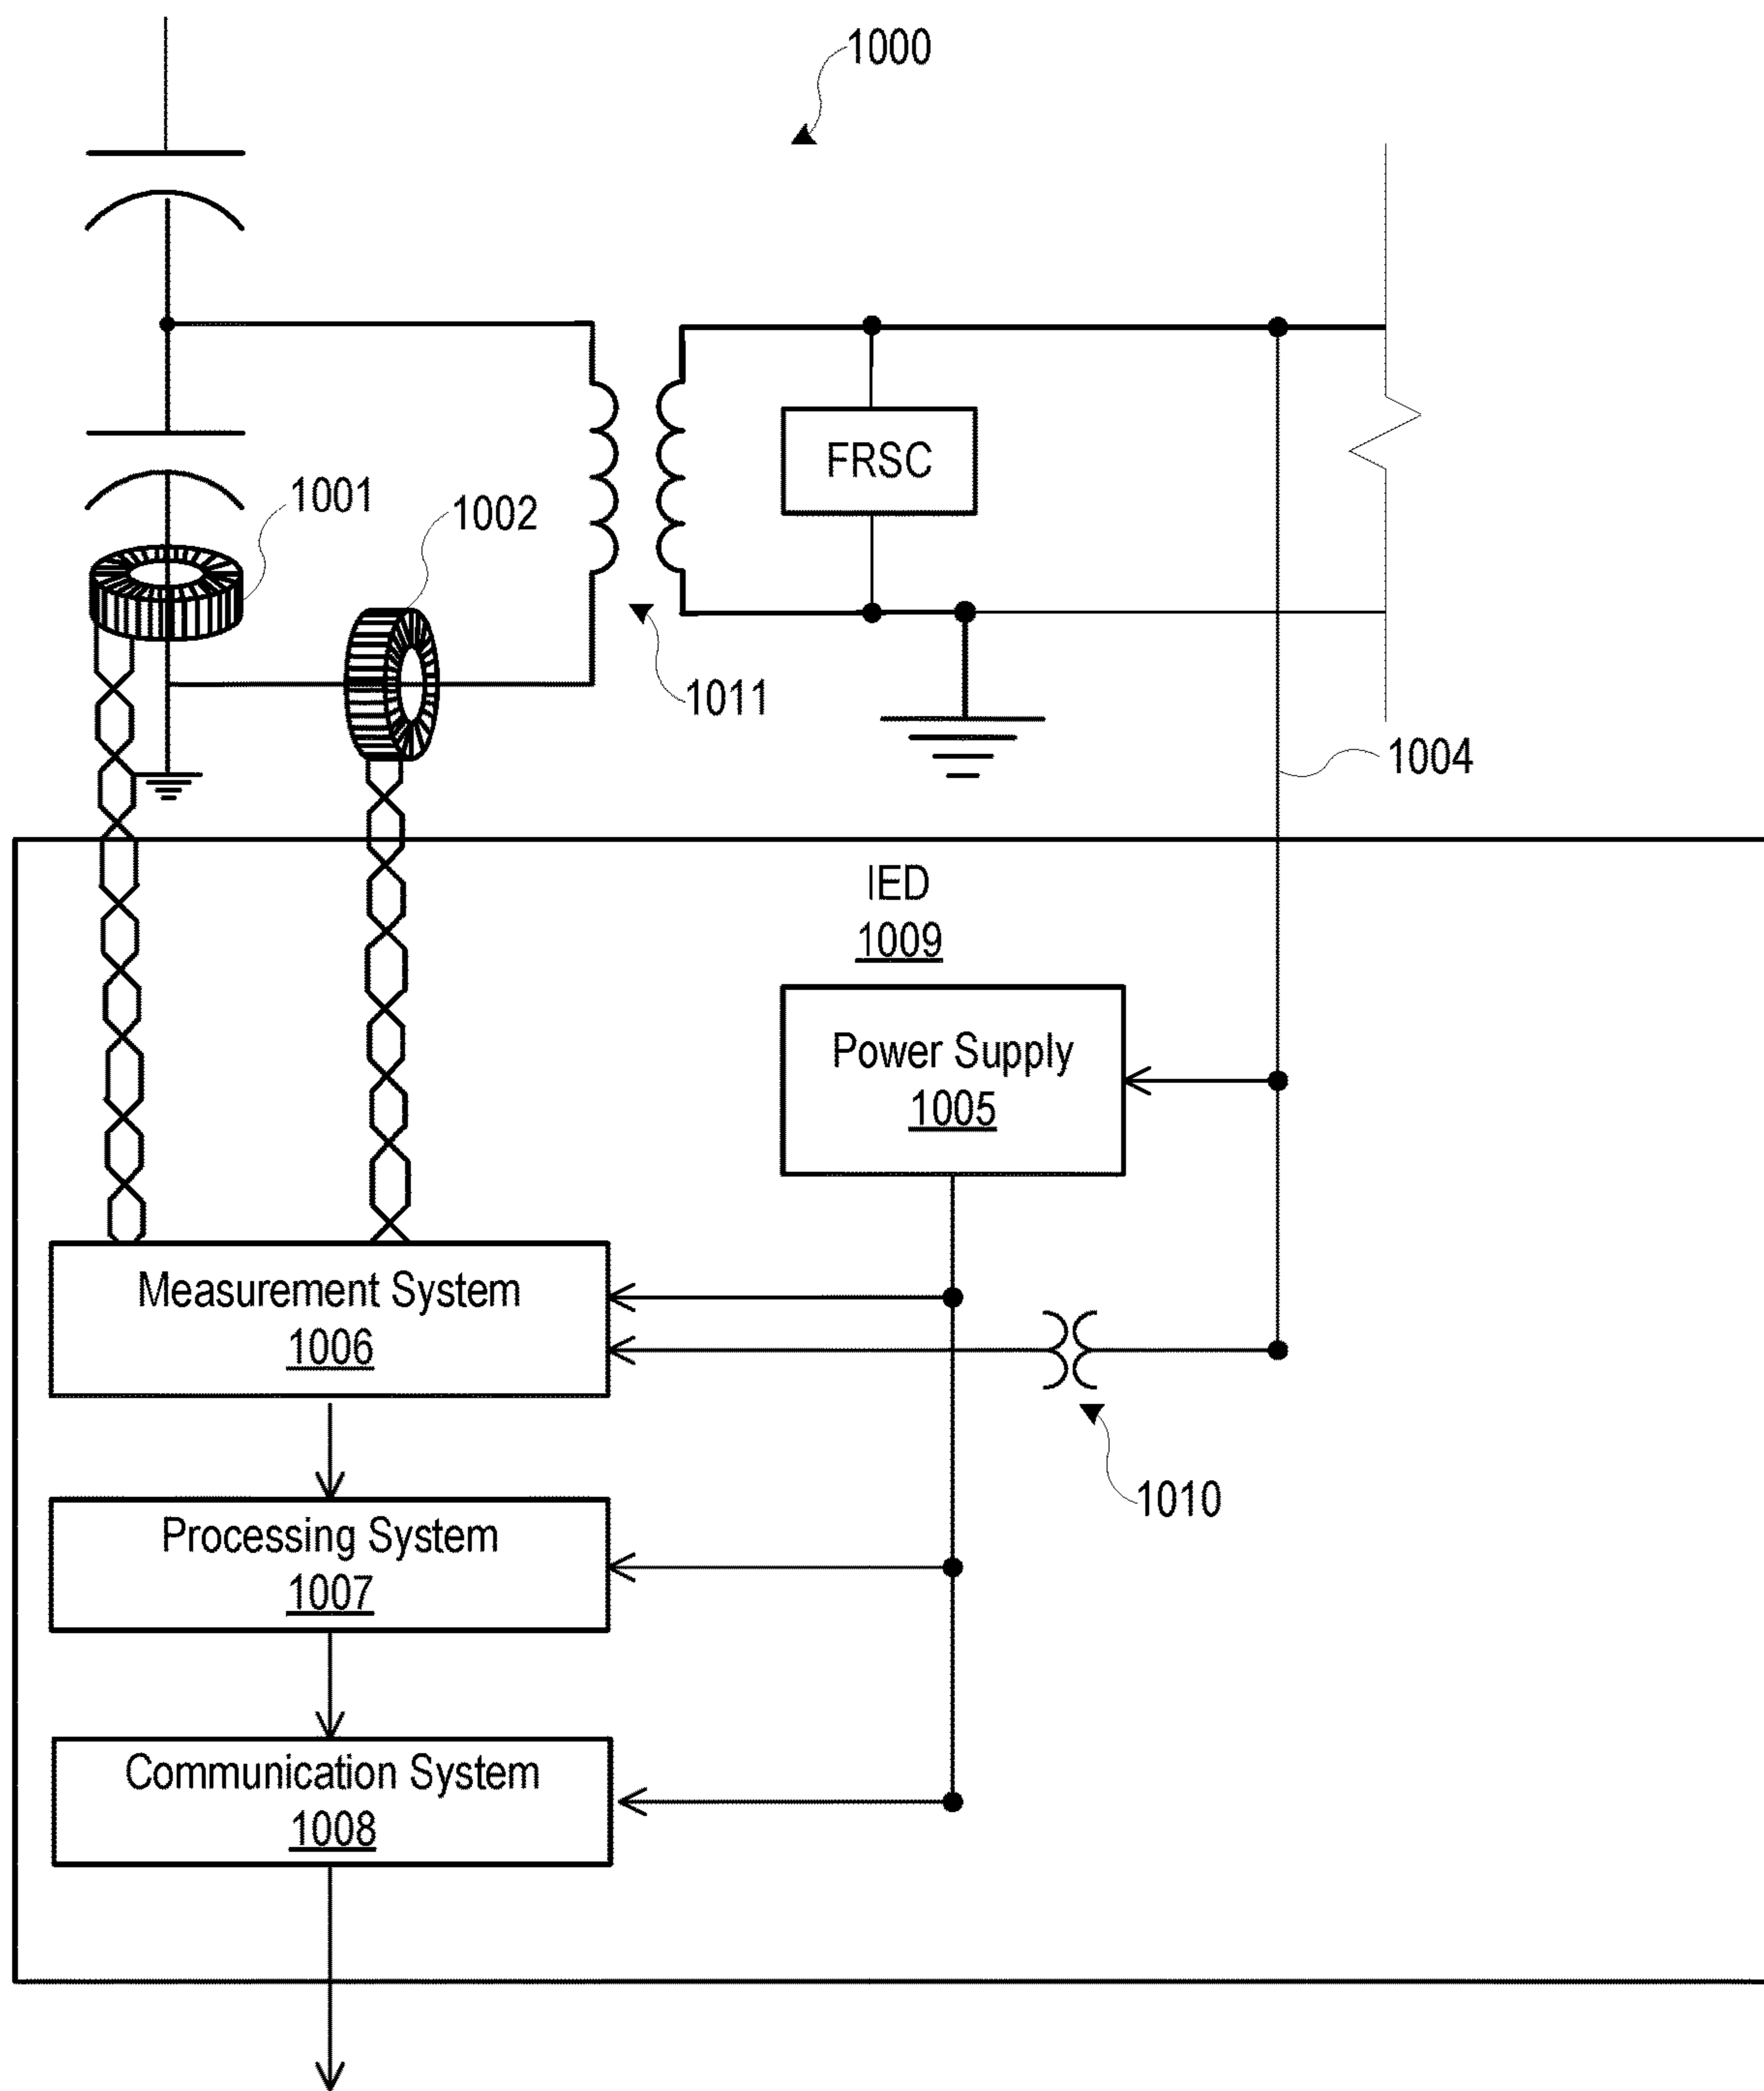 1000
FRSC
1001
1002
1011
1004
IED
1009
Power Supply
1005
Measurement System
1006
1010
Processing System
1007
Communication System
1008